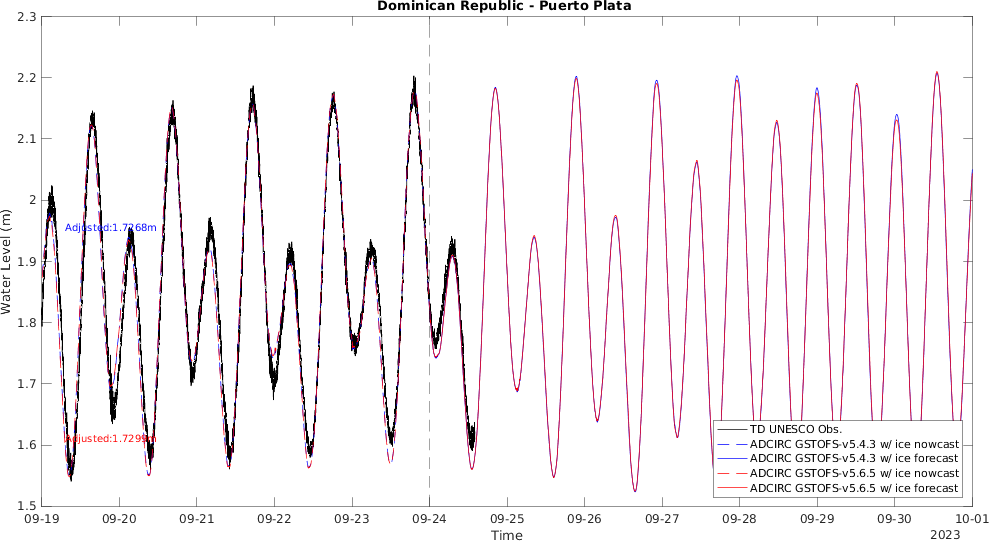 Dominican Republic - Puerto Plata
Water Level (m)
2.3
2.2
2.1
2
1.9
1.8
1.7
1.6
1.5
Adjusted:1.7268m
Adjusted:1.7299m
TD UNESCO Obs.
ADCIRC GSTOFS-v5.4.3 w/ ice nowcast
ADCIRC GSTOFS-v5.4.3 w/ ice forecast
ADCIRC GSTOFS-v5.6.5 w/ ice nowcast
ADCIRC GSTOFS-v5.6.5 w/ ice forecast
09-19 09-20 09-21 09-22 09-23 09-24 09-25 09-26 09-27 09-28 09-29 09-30 10-01
Time
2023